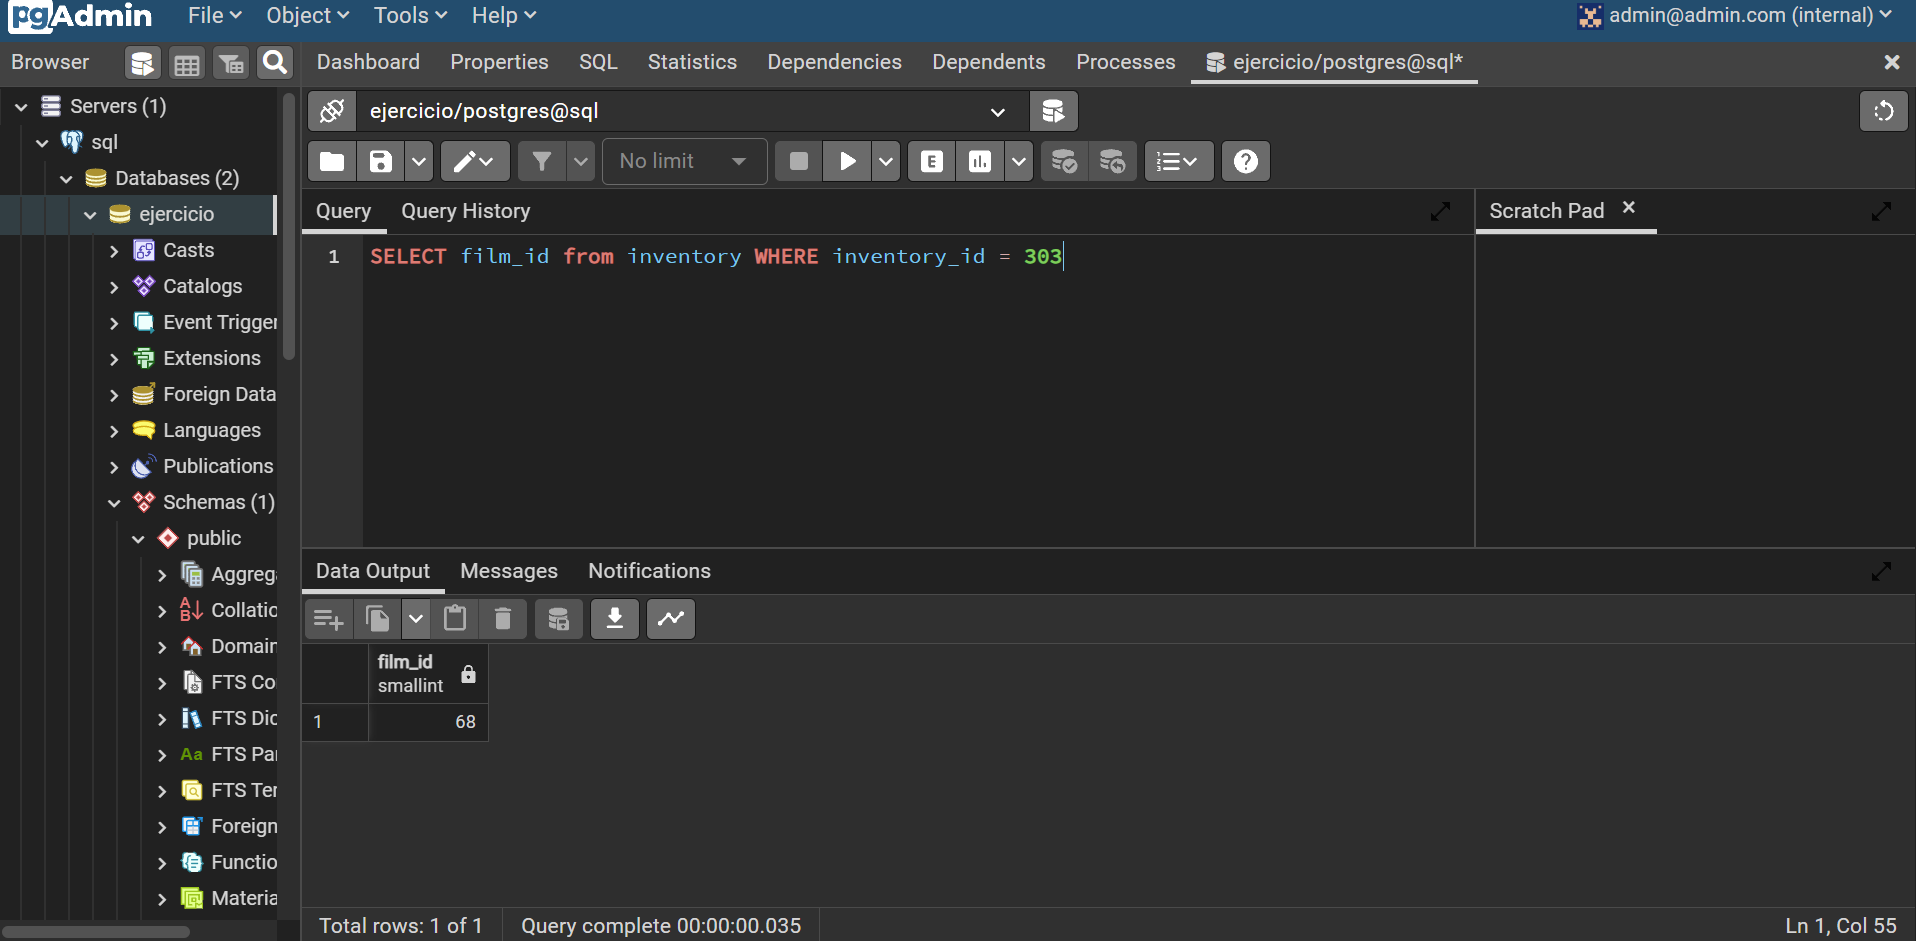 pgAdmin File Object Tools Help admin@admin.com (internal)
Browser Dashboard Properties SQL Statistics Dependencies Dependents Processes ejercicio/postgres@sql*
Servers (1)
sql
Databases (2)
ejercicio
Casts
Catalogs
Event Trigger
Extensions
Foreign Data
Languages
Publications
Schemas (1)
public
Aggreg
Collatio
Domain
FTS Co
FTS Dic
Aa FTS Par
FTS Ter
Foreign
Functio
Materia
ejercicio/postgres@sql
No limit E
Query Query History Scratch Pad
1 SELECT film_id from inventory WHERE inventory_id = 303
Data Output Messages Notifications
film_id
smallint
1 68
Total rows: 1 of 1 Query complete 00:00:00.035 Ln 1, Col 55